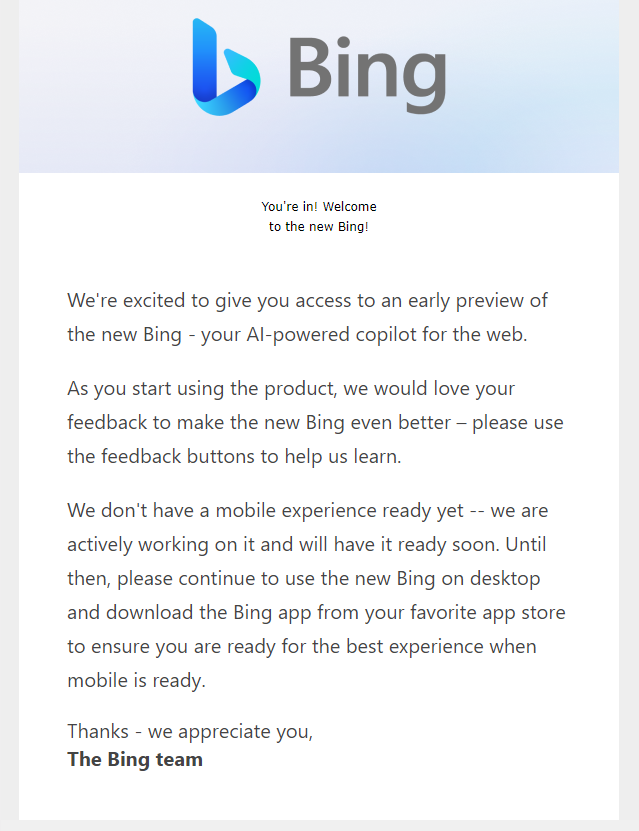 Bing
You're in! Welcome
to the new Bing!
We're excited to give you access to an early preview of
the new Bing - your AI-powered copilot for the web.
As you start using the product, we would love your
feedback to make the new Bing even better – please use
the feedback buttons to help us learn.
We don't have a mobile experience ready yet -- we are
actively working on it and will have it ready soon. Until
then, please continue to use the new Bing on desktop
and download the Bing app from your favorite app store
to ensure you are ready for the best experience when
mobile is ready.
Thanks - we appreciate you,
The Bing team